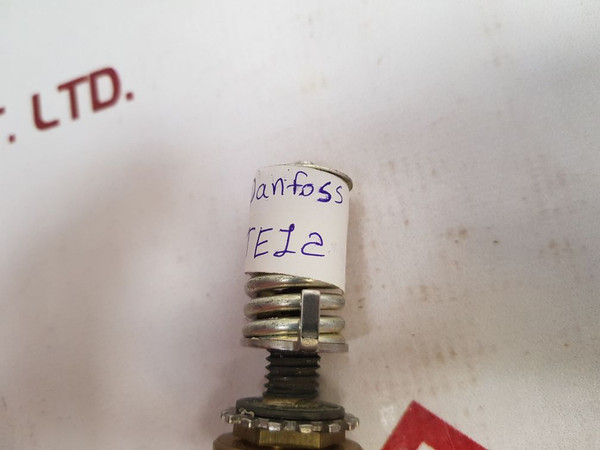 . LTD.
Danfoss
TE12